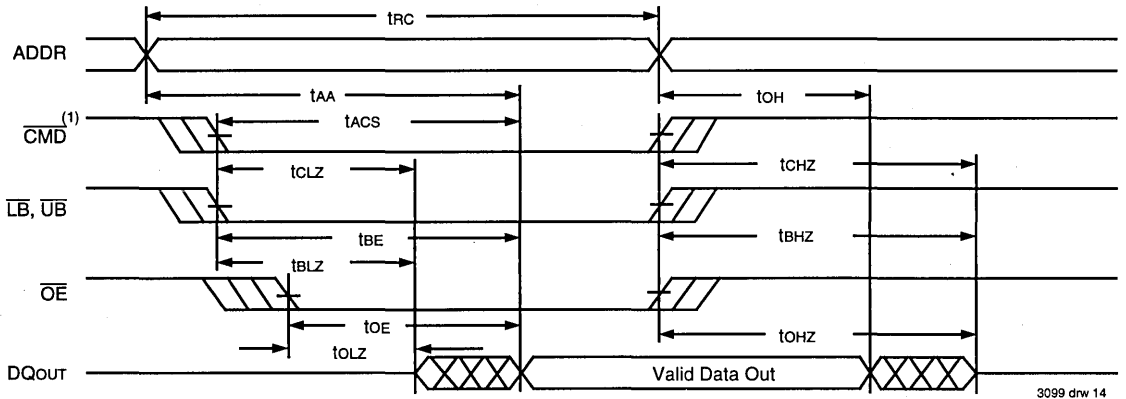 tRC
ADDR
tAA
tOH
CMD(1)
tACS
tCLZ
tCHZ
LB, UB
tBE
tBHZ
tBLZ
OE
tOE
tOHZ
tOLZ
DQOUT
Valid Data Out
3099 drw 14